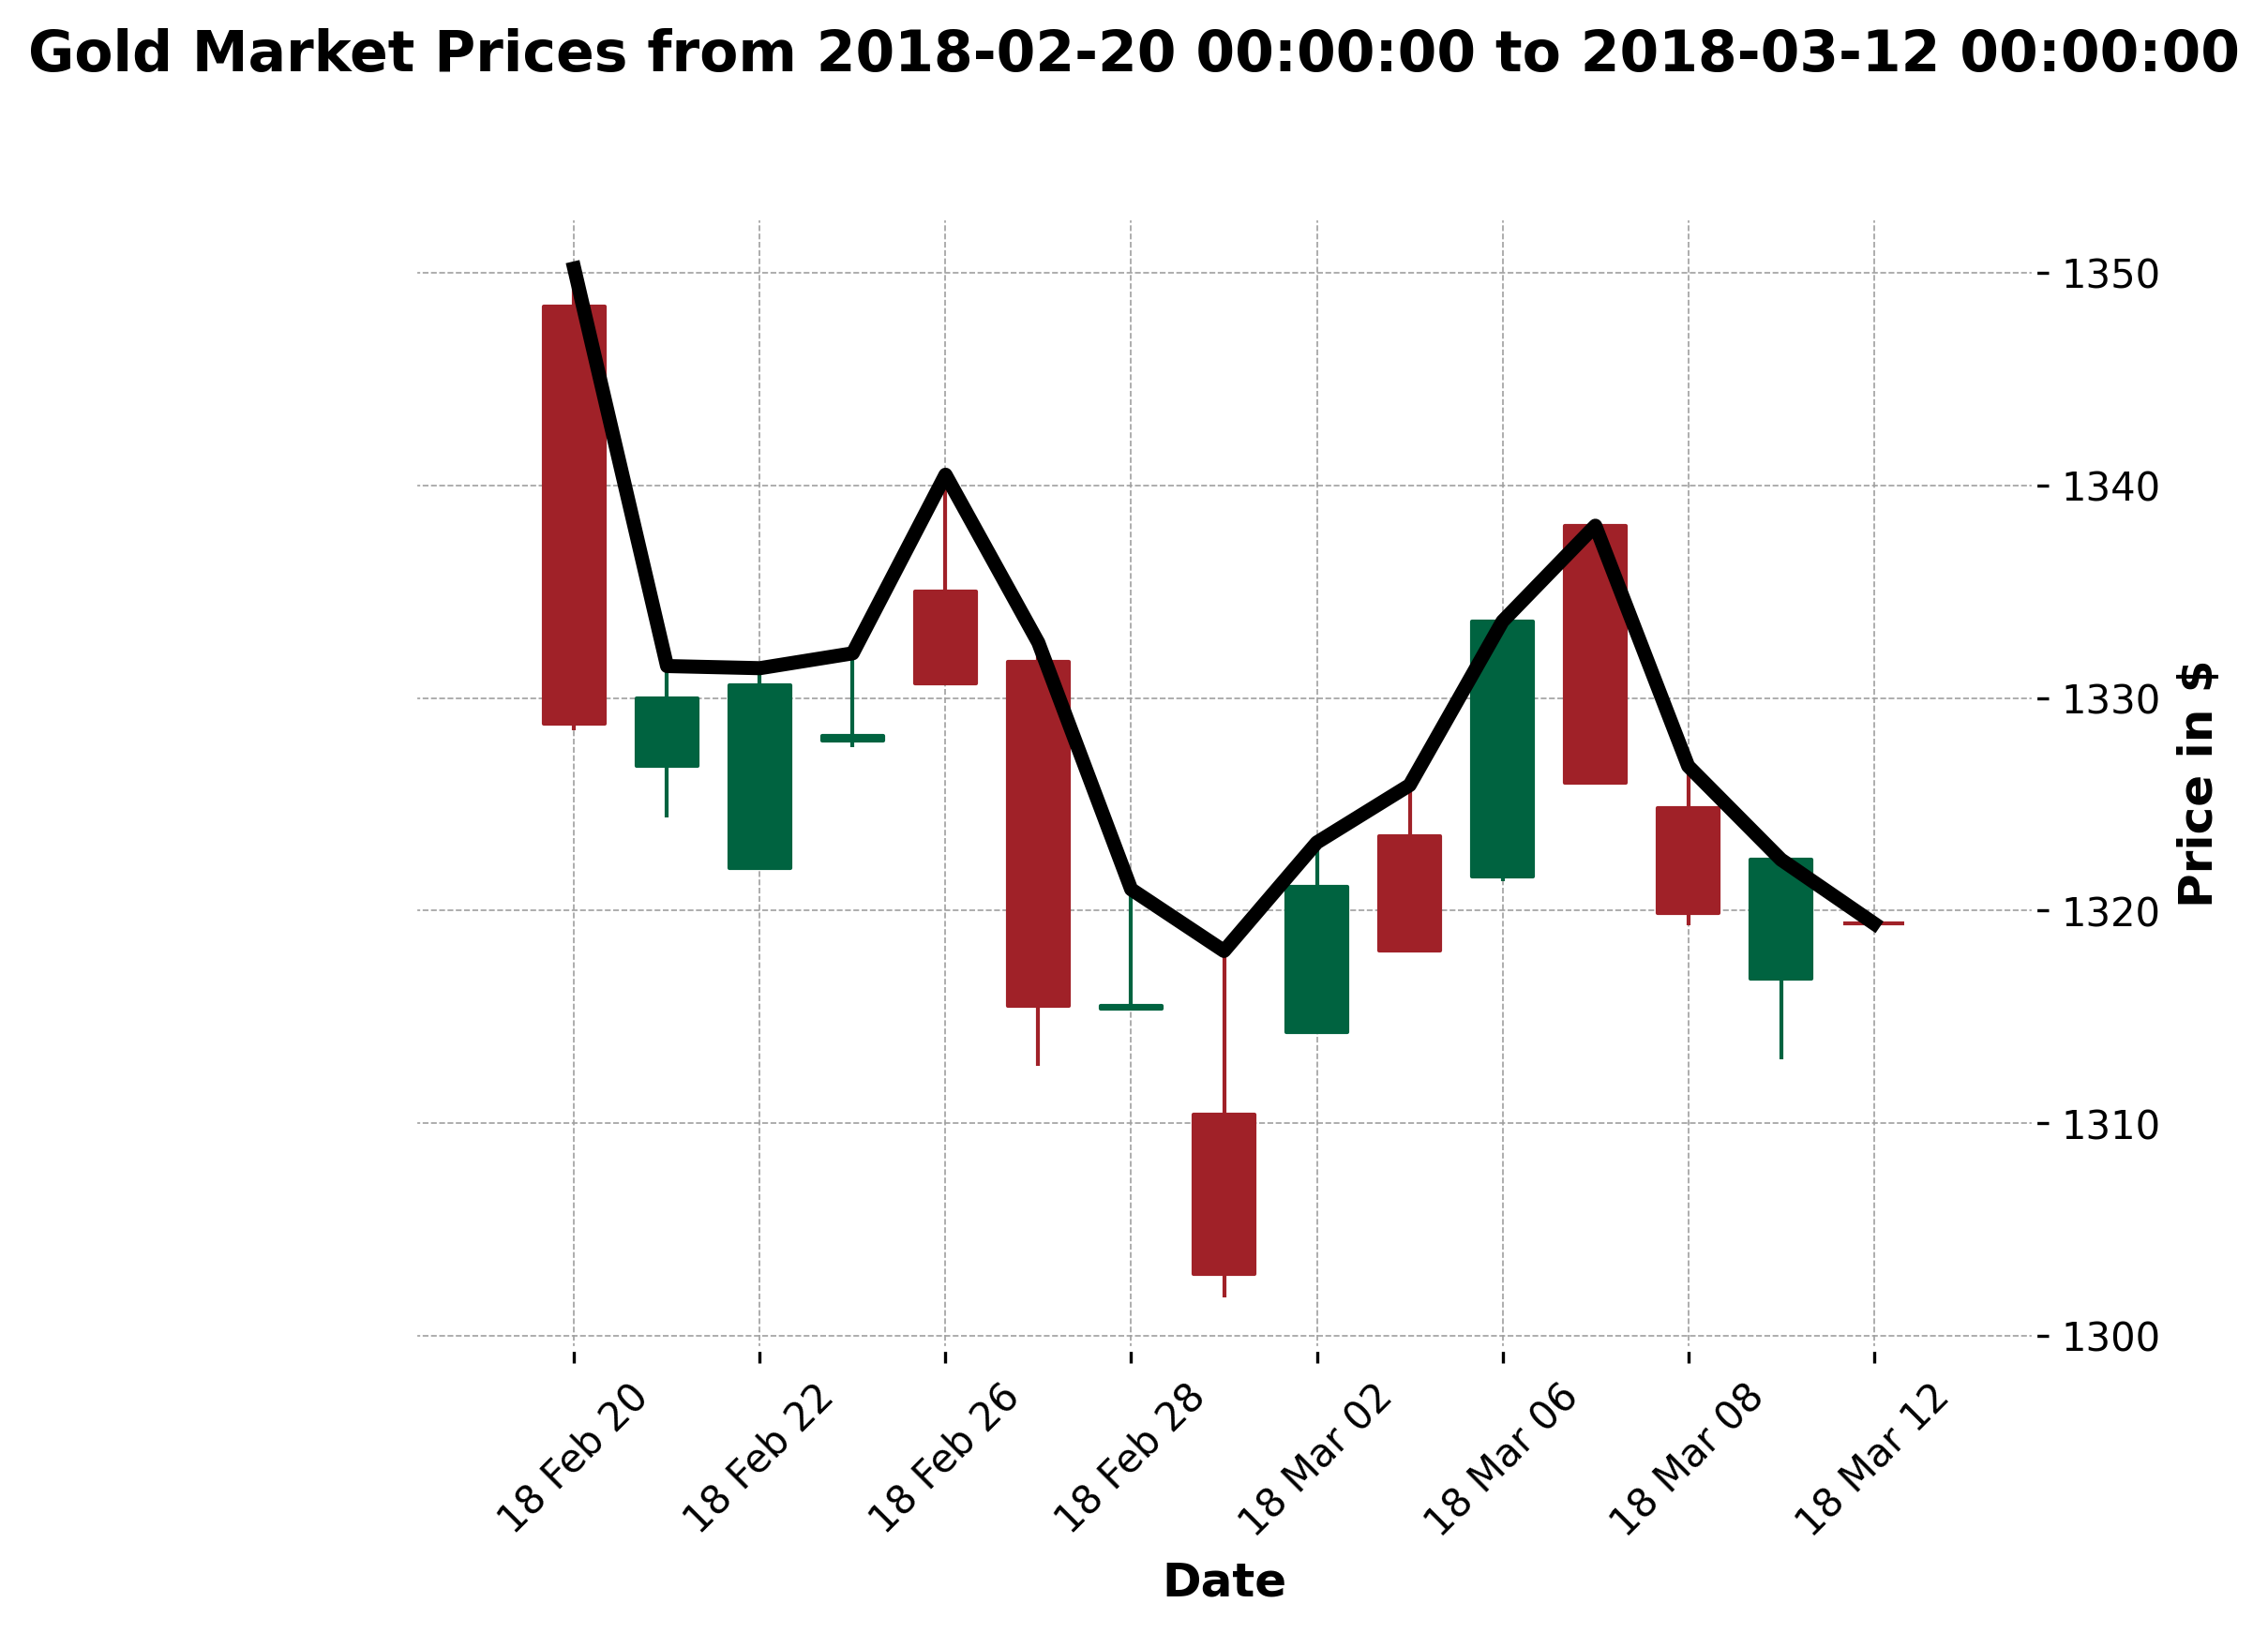 Gold Market Prices from 2018-02-20 00:00:00 to 2018-03-12 00:00:00
1350
1340
1330
1320
1310
1300
Price in $
18 Feb 20
18 Feb 22
18 Feb 26
18 Feb 28
18 Mar 02
18 Mar 06
18 Mar 08
18 Mar 12
Date